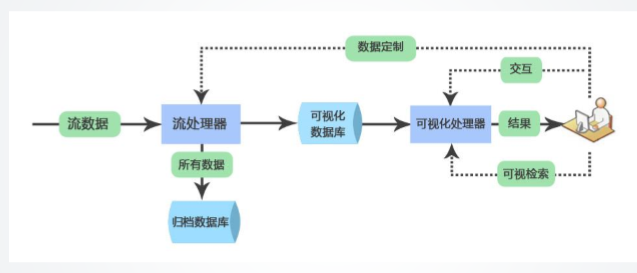 数据定制
交互
流数据
流处理器
可视化
数据库
可视化处理器
结果
所有数据
可视检索
归档数据库